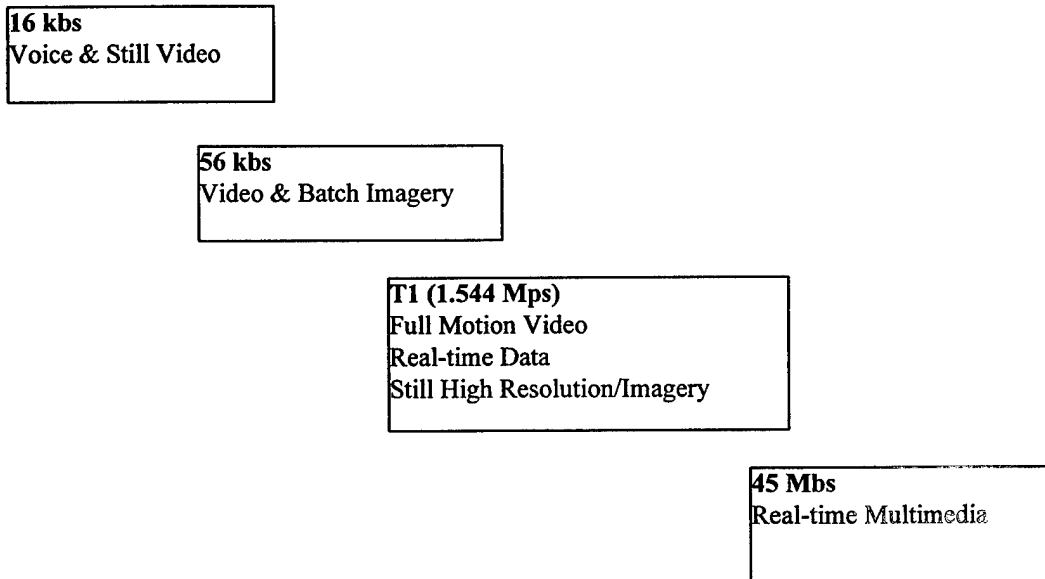 16 kbs
Voice & Still Video
56 kbs
Video & Batch Imagery
T1 (1.544 Mps)
Full Motion Video
Real-time Data
Still High Resolution/Imagery
45 Mbs
Real-time Multimedia